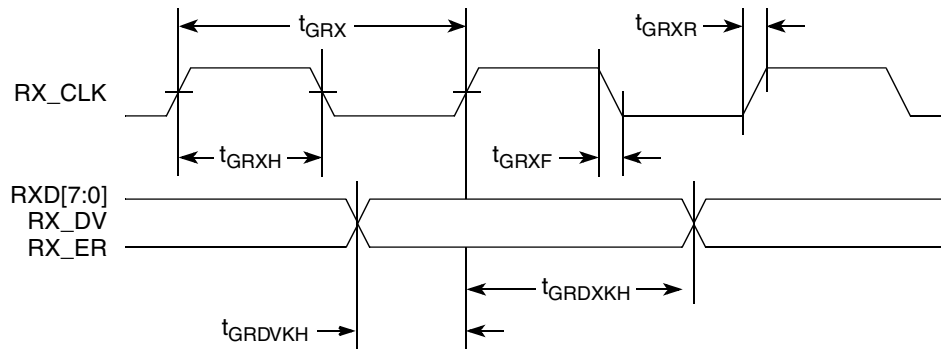 tGRX
tGRXR
RX_CLK
tGRXH
tGRXF
RXD[7:0]
RX_DV
RX_ER
tGRDXKH
tGRDVKH